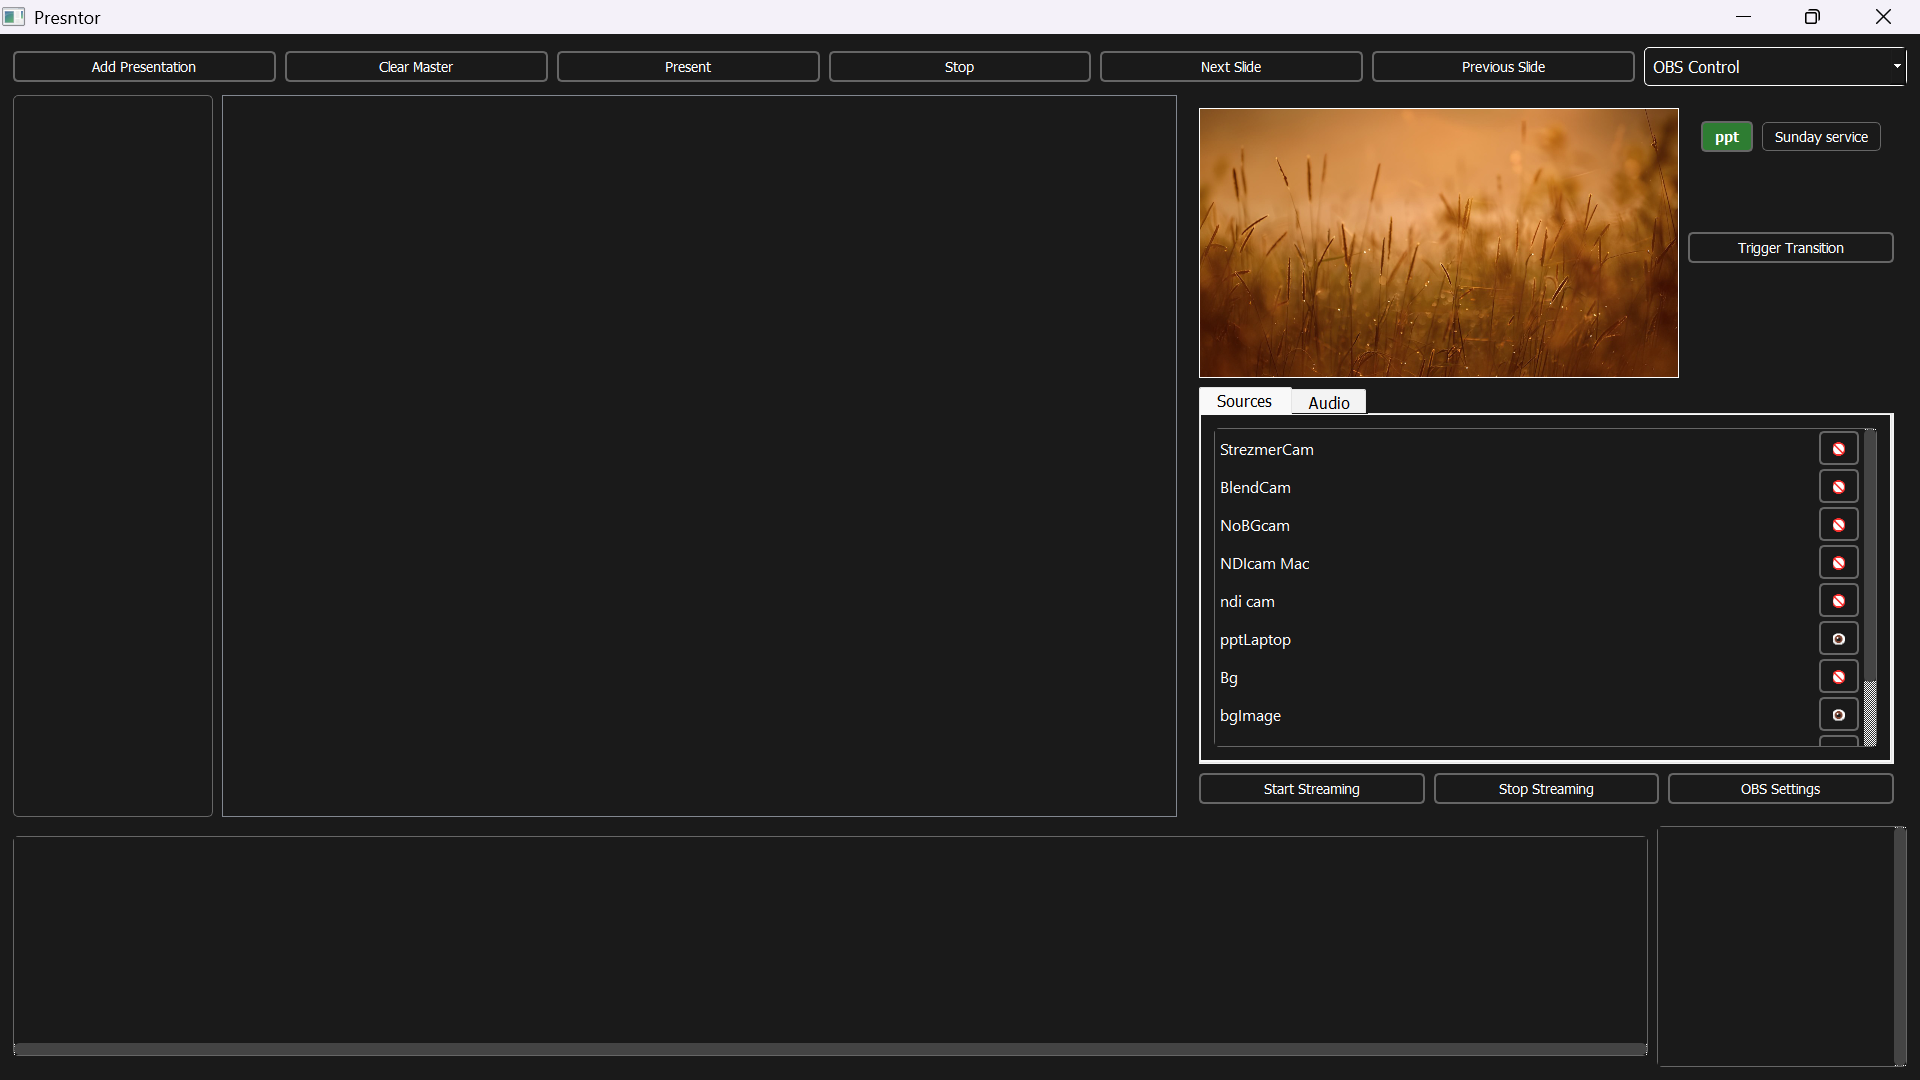 Presntor
Add Presentation
Clear Master
Present
Stop
Next Slide
Previous Slide
OBS Control
ppt
Sunday service
Trigger Transition
Sources
Audio
StrezmerCam
BlendCam
NoBGcam
NDIcam Mac
ndi cam
pptLaptop
Bg
bgImage
Start Streaming
Stop Streaming
OBS Settings